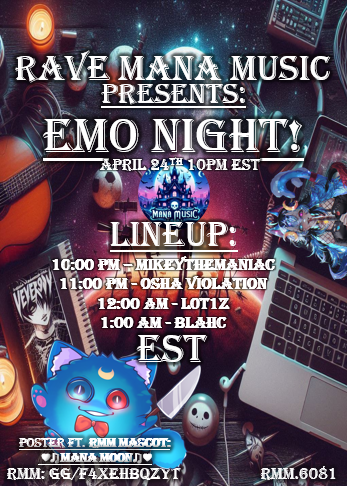 RAVE MANA MUSIC
PRESENTS:
EMO NIGHT!
APRIL 24TH 10PM EST
MANA MUSIC
LINEUP:
10:00 PM – MIKEYTHEMANIAC
11:00 PM - OSHA VIOLATION
12:00 AM - LOT1Z
1:00 AM - BLAHC
EST
POSTER FT. RMM MASCOT:
♥♫MANA MOON♫♥
RMM: GG/F4XEHBQZYT
RMM.6081